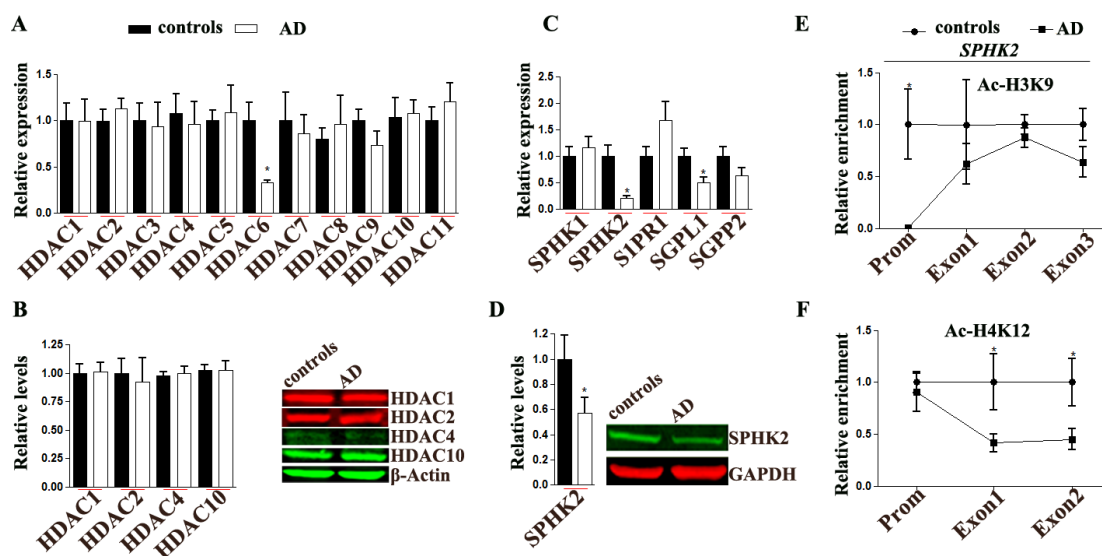 A
controls
AD
Relative expression
1.5
1.0
0.5
0.0
*
HDAC1
HDAC2
HDAC3
HDAC4
HDAC5
HDAC6
HDAC7
HDAC8
HDAC9
HDAC10
HDAC11
B
Relative levels
1.25
1.00
0.75
0.50
0.25
0.00
HDAC1
HDAC2
HDAC4
HDAC10
controls
AD
HDAC1
HDAC2
HDAC4
HDAC10
β-Actin
C
Relative expression
2.5
2.0
1.5
1.0
0.5
0.0
*
*
SPHK1
SPHK2
S1PR1
SGPL1
SGPP2
D
Relative levels
1.2
1.0
0.8
0.6
0.4
0.2
0.0
*
SPHK2
controls
AD
SPHK2
GAPDH
E
controls
AD
SPHK2
Ac-H3K9
Relative enrichment
1.5
1.0
0.5
0.0
*
Prom
Exon1
Exon2
Exon3
F
Ac-H4K12
Relative enrichment
1.5
1.0
0.5
0.0
*
*
Prom
Exon1
Exon2